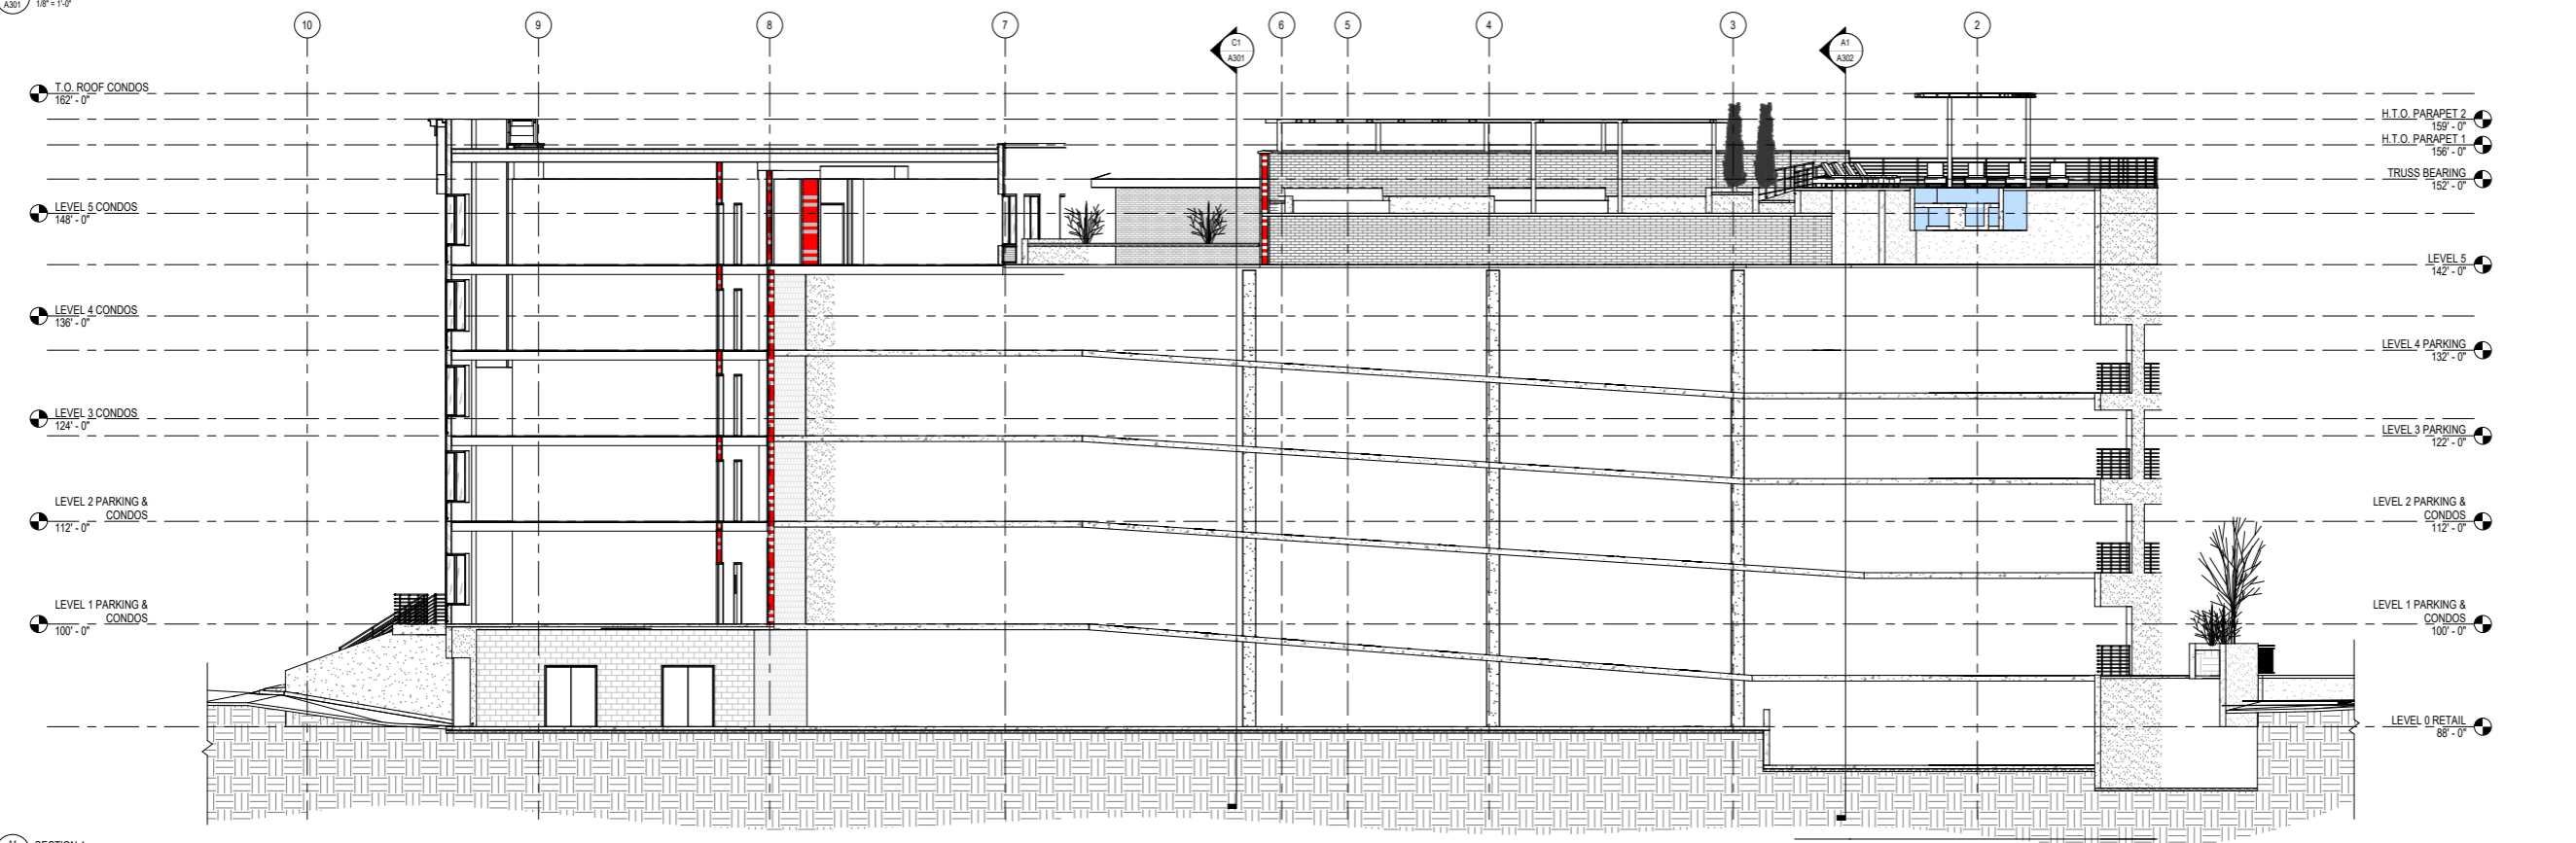 A301
1/8" = 1'-0"
10
9
8
7
C1
A301
6
5
4
3
A1
A302
2
T.O. ROOF CONDOS
162' - 0"
LEVEL 5 CONDOS
148' - 0"
LEVEL 4 CONDOS
136' - 0"
LEVEL 3 CONDOS
124' - 0"
LEVEL 2 PARKING &
CONDOS
112' - 0"
LEVEL 1 PARKING &
CONDOS
100' - 0"
H.T.O. PARAPET 2
159' - 0"
H.T.O. PARAPET 1
156' - 0"
TRUSS BEARING
152' - 0"
LEVEL 5
142' - 0"
LEVEL 4 PARKING
132' - 0"
LEVEL 3 PARKING
122' - 0"
LEVEL 2 PARKING &
CONDOS
112' - 0"
LEVEL 1 PARKING &
CONDOS
100' - 0"
LEVEL 0 RETAIL
88' - 0"